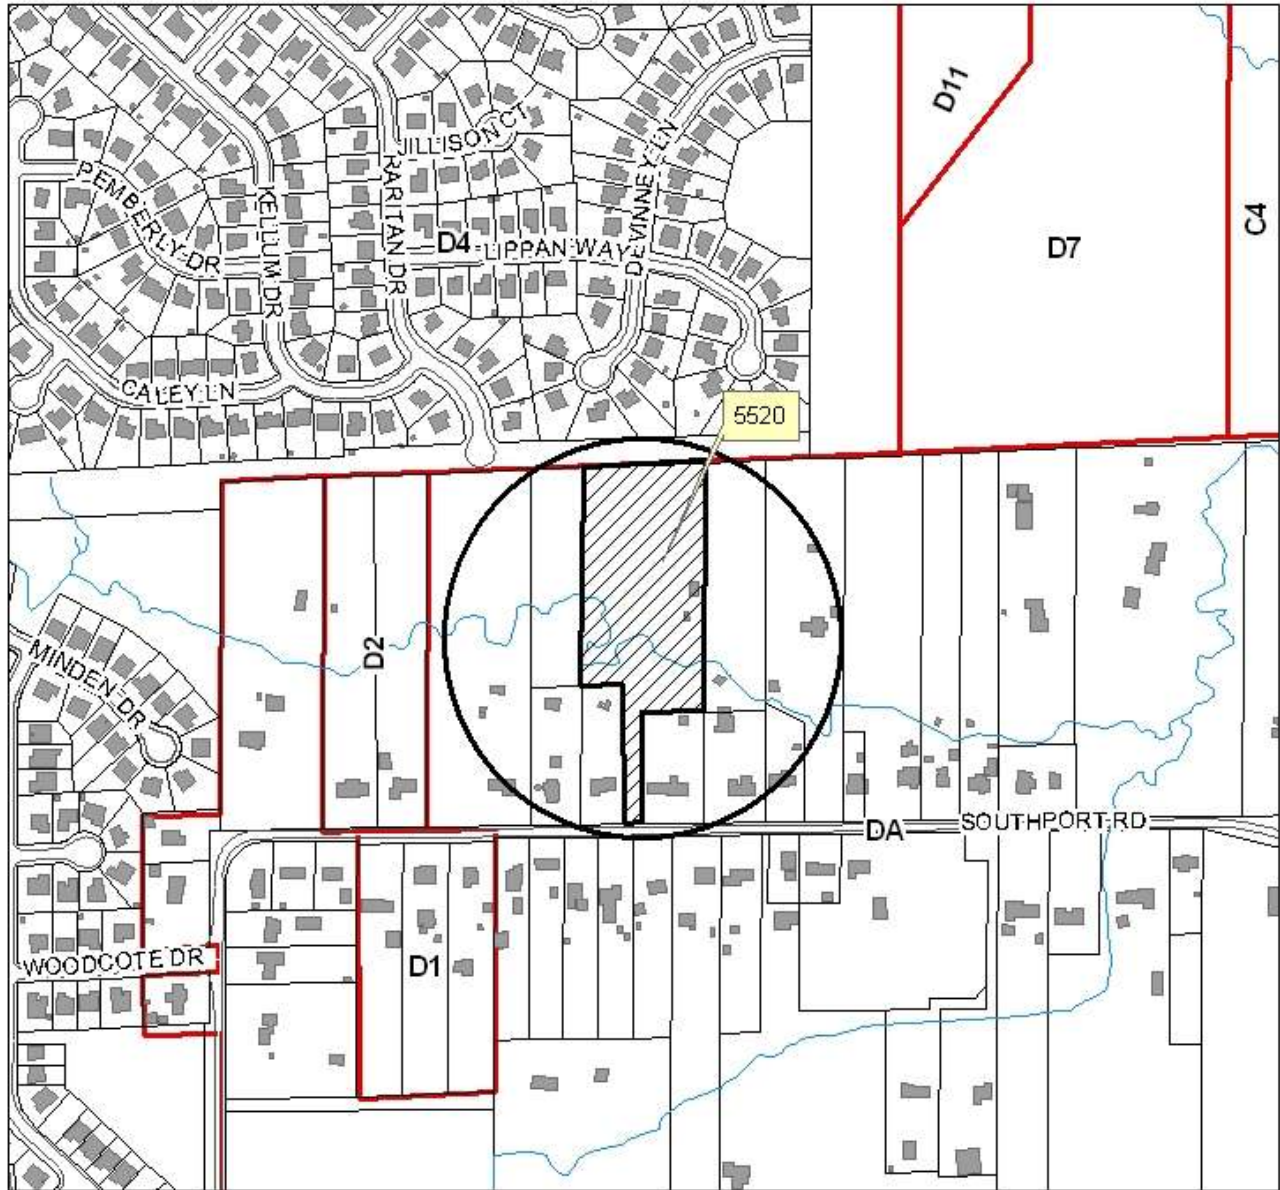 D11
JILLISON CT
PEMBERLY DR
KELLUM DR
RARITAN DR
DEVINNEY LN
D4
LIPPAN WAY
D7
C4
CALEY LN
5520
D2
MINDEN DR
DA
SOUTHPORT RD
WOODCOTE DR
D1